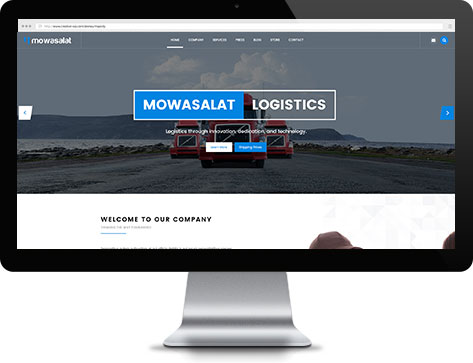 mowasalat
HOME COMPANY SERVICES PRESS BLOG STORE CONTACT
MOWASALAT LOGISTICS
Logistics through innovation, dedication, and technology.
Learn more Shipping Prices
WELCOME TO OUR COMPANY